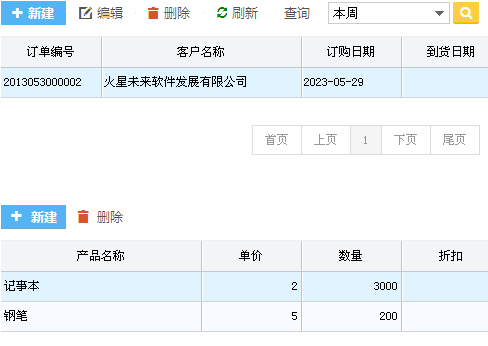 新建 编辑 删除 刷新 查询 本周
订单编号 客户名称 订购日期 到货日期
2013053000002 火星未来软件发展有限公司 2023-05-29
首页 上页 1 下页 尾页
新建 删除
产品名称 单价 数量 折扣
记事本 2 3000
钢笔 5 200